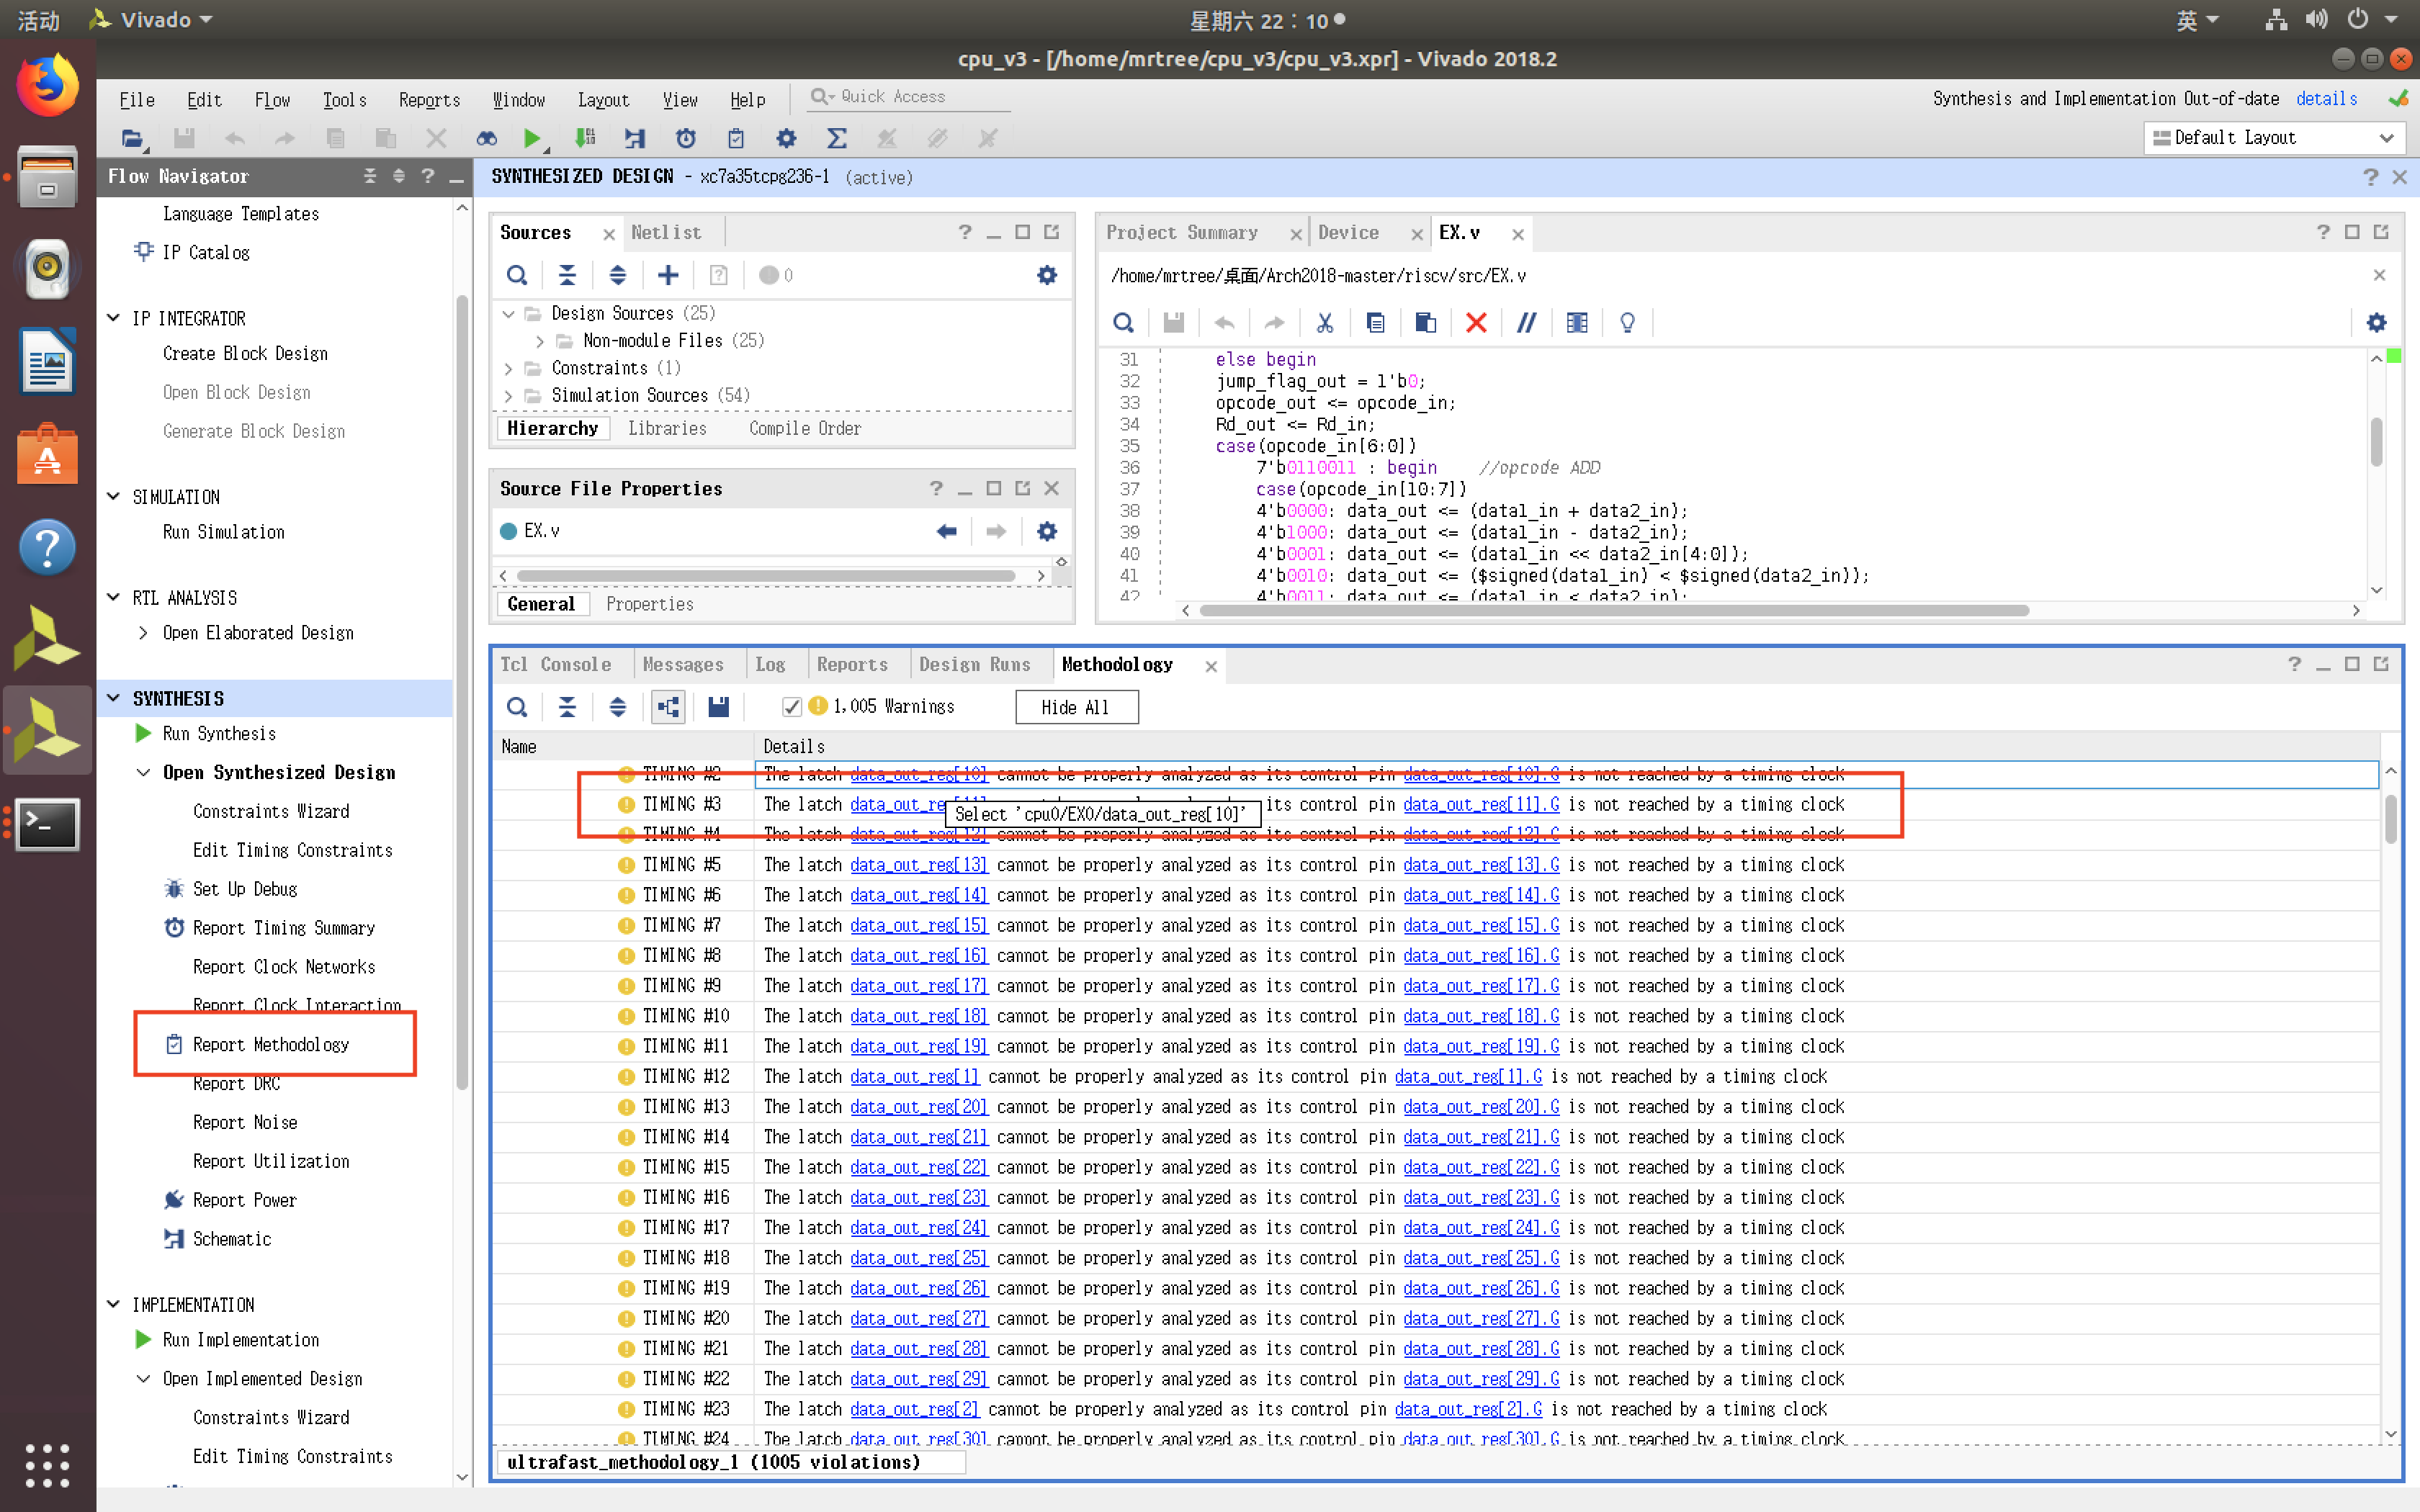 活动 Vivado 星期六 22：10 英
cpu_v3 - [/home/mrtree/cpu_v3/cpu_v3.xpr] - Vivado 2018.2
File Edit Flow Tools Reports Window Layout View Help Quick Access
Synthesis and Implementation Out-of-date details
Default Layout
Flow Navigator
Language Templates
IP Catalog
IP INTEGRATOR
Create Block Design
Open Block Design
Generate Block Design
SIMULATION
Run Simulation
RTL ANALYSIS
Open Elaborated Design
SYNTHESIS
Run Synthesis
Open Synthesized Design
Constraints Wizard
Edit Timing Constraints
Set Up Debug
Report Timing Summary
Report Clock Networks
Report Clock Interaction
Report Methodology
Report DRC
Report Noise
Report Utilization
Report Power
Schematic
IMPLEMENTATION
Run Implementation
Open Implemented Design
Constraints Wizard
Edit Timing Constraints
SYNTHESIZED DESIGN - xc7a35tcpg236-1 (active)
Sources Netlist
0
Design Sources (25)
Non-module Files (25)
Constraints (1)
Simulation Sources (54)
Hierarchy Libraries Compile Order
Source File Properties
EX.v
General Properties
Project Summary Device EX.v
/home/mrtree/桌面/Arch2018-master/riscv/src/EX.v
31 else begin
32 jump_flag_out = 1'b0;
33 opcode_out <= opcode_in;
34 Rd_out <= Rd_in;
35 case(opcode_in[6:0])
36 7'b0110011 : begin //opcode ADD
37 case(opcode_in[10:7])
38 4'b0000: data_out <= (data1_in + data2_in);
39 4'b1000: data_out <= (data1_in - data2_in);
40 4'b0001: data_out <= (data1_in << data2_in[4:0]);
41 4'b0010: data_out <= ($signed(data1_in) < $signed(data2_in));
42 4'b0011: data_out <= (data1_in < data2_in);
Tcl Console Messages Log Reports Design Runs Methodology
1,005 Warnings Hide All
Name Details
TIMING #2 The latch data_out_reg[10] cannot be properly analyzed as its control pin data_out_reg[10].G is not reached by a timing clock
TIMING #3 The latch data_out_reg[11] its control pin data_out_reg[11].G is not reached by a timing clock
Select 'cpu0/EX0/data_out_reg[10]'
TIMING #4 The latch data_out_reg[12] cannot be properly analyzed as its control pin data_out_reg[12].G is not reached by a timing clock
TIMING #5 The latch data_out_reg[13] cannot be properly analyzed as its control pin data_out_reg[13].G is not reached by a timing clock
TIMING #6 The latch data_out_reg[14] cannot be properly analyzed as its control pin data_out_reg[14].G is not reached by a timing clock
TIMING #7 The latch data_out_reg[15] cannot be properly analyzed as its control pin data_out_reg[15].G is not reached by a timing clock
TIMING #8 The latch data_out_reg[16] cannot be properly analyzed as its control pin data_out_reg[16].G is not reached by a timing clock
TIMING #9 The latch data_out_reg[17] cannot be properly analyzed as its control pin data_out_reg[17].G is not reached by a timing clock
TIMING #10 The latch data_out_reg[18] cannot be properly analyzed as its control pin data_out_reg[18].G is not reached by a timing clock
TIMING #11 The latch data_out_reg[19] cannot be properly analyzed as its control pin data_out_reg[19].G is not reached by a timing clock
TIMING #12 The latch data_out_reg[1] cannot be properly analyzed as its control pin data_out_reg[1].G is not reached by a timing clock
TIMING #13 The latch data_out_reg[20] cannot be properly analyzed as its control pin data_out_reg[20].G is not reached by a timing clock
TIMING #14 The latch data_out_reg[21] cannot be properly analyzed as its control pin data_out_reg[21].G is not reached by a timing clock
TIMING #15 The latch data_out_reg[22] cannot be properly analyzed as its control pin data_out_reg[22].G is not reached by a timing clock
TIMING #16 The latch data_out_reg[23] cannot be properly analyzed as its control pin data_out_reg[23].G is not reached by a timing clock
TIMING #17 The latch data_out_reg[24] cannot be properly analyzed as its control pin data_out_reg[24].G is not reached by a timing clock
TIMING #18 The latch data_out_reg[25] cannot be properly analyzed as its control pin data_out_reg[25].G is not reached by a timing clock
TIMING #19 The latch data_out_reg[26] cannot be properly analyzed as its control pin data_out_reg[26].G is not reached by a timing clock
TIMING #20 The latch data_out_reg[27] cannot be properly analyzed as its control pin data_out_reg[27].G is not reached by a timing clock
TIMING #21 The latch data_out_reg[28] cannot be properly analyzed as its control pin data_out_reg[28].G is not reached by a timing clock
TIMING #22 The latch data_out_reg[29] cannot be properly analyzed as its control pin data_out_reg[29].G is not reached by a timing clock
TIMING #23 The latch data_out_reg[2] cannot be properly analyzed as its control pin data_out_reg[2].G is not reached by a timing clock
TIMING #24 The latch data_out_reg[30] cannot be properly analyzed as its control pin data_out_reg[30].G is not reached by a timing clock
ultrafast_methodology_1 (1005 violations)